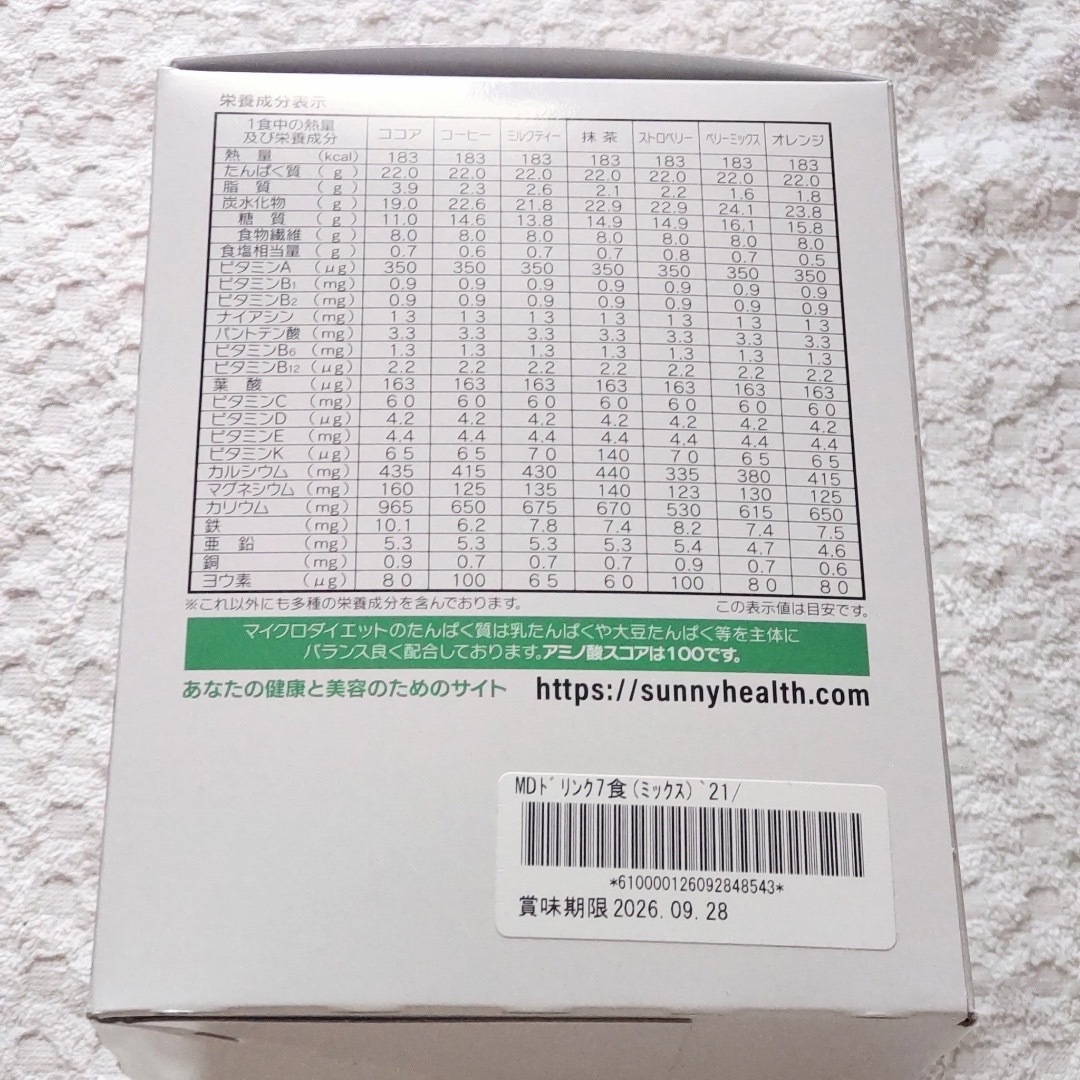 栄養成分表示
1食中の熱量及び栄養成分 ココア コーヒー ミルクティー 抹茶 ストロベリー ベリーミックス オレンジ
熱量 (kcal) 183 183 183 183 183 183 183
たんぱく質 (g) 22.0 22.0 22.0 22.0 22.0 22.0 22.0
脂質 (g) 3.9 2.3 2.6 2.1 2.2 1.6 1.8
炭水化物 (g) 19.0 22.6 21.8 22.9 22.9 24.1 23.8
糖質 (g) 11.0 14.6 13.8 14.9 14.9 16.1 15.8
食物繊維 (g) 8.0 8.0 8.0 8.0 8.0 8.0 8.0
食塩相当量 (g) 0.7 0.6 0.7 0.7 0.8 0.7 0.5
ビタミンA (μg) 350 350 350 350 350 350 350
ビタミンB1 (mg) 0.9 0.9 0.9 0.9 0.9 0.9 0.9
ビタミンB2 (mg) 0.9 0.9 0.9 0.9 0.9 0.9 0.9
ナイアシン (mg) 1.3 1.3 1.3 1.3 1.3 1.3 1.3
パントテン酸 (mg) 3.3 3.3 3.3 3.3 3.3 3.3 3.3
ビタミンB6 (mg) 1.3 1.3 1.3 1.3 1.3 1.3 1.3
ビタミンB12 (μg) 2.2 2.2 2.2 2.2 2.2 2.2 2.2
葉酸 (μg) 163 163 163 163 163 163 163
ビタミンC (mg) 60 60 60 60 60 60 60
ビタミンD (μg) 4.2 4.2 4.2 4.2 4.2 4.2 4.2
ビタミンE (mg) 4.4 4.4 4.4 4.4 4.4 4.4 4.4
ビタミンK (μg) 65 65 70 140 70 65 65
カルシウム (mg) 435 415 430 440 335 380 415
マグネシウム (mg) 160 125 135 140 123 130 125
カリウム (mg) 965 650 675 670 530 615 650
鉄 (mg) 10.1 6.2 7.8 7.4 8.2 7.4 7.5
亜鉛 (mg) 5.3 5.3 5.3 5.3 5.4 4.7 4.6
銅 (mg) 0.9 0.7 0.7 0.7 0.9 0.7 0.6
ヨウ素 (μg) 80 100 65 60 100 80 80
※これ以外にも多種の栄養成分を含んでおります。 この表示値は目安です。
マイクロダイエットのたんぱく質は乳たんぱくや大豆たんぱく等を主体に
バランス良く配合しております。アミノ酸スコアは100です。
あなたの健康と美容のためのサイト https://sunnyhealth.com
MDドリンク7食(ミックス)`21/
*610000126092848543*
賞味期限2026.09.28